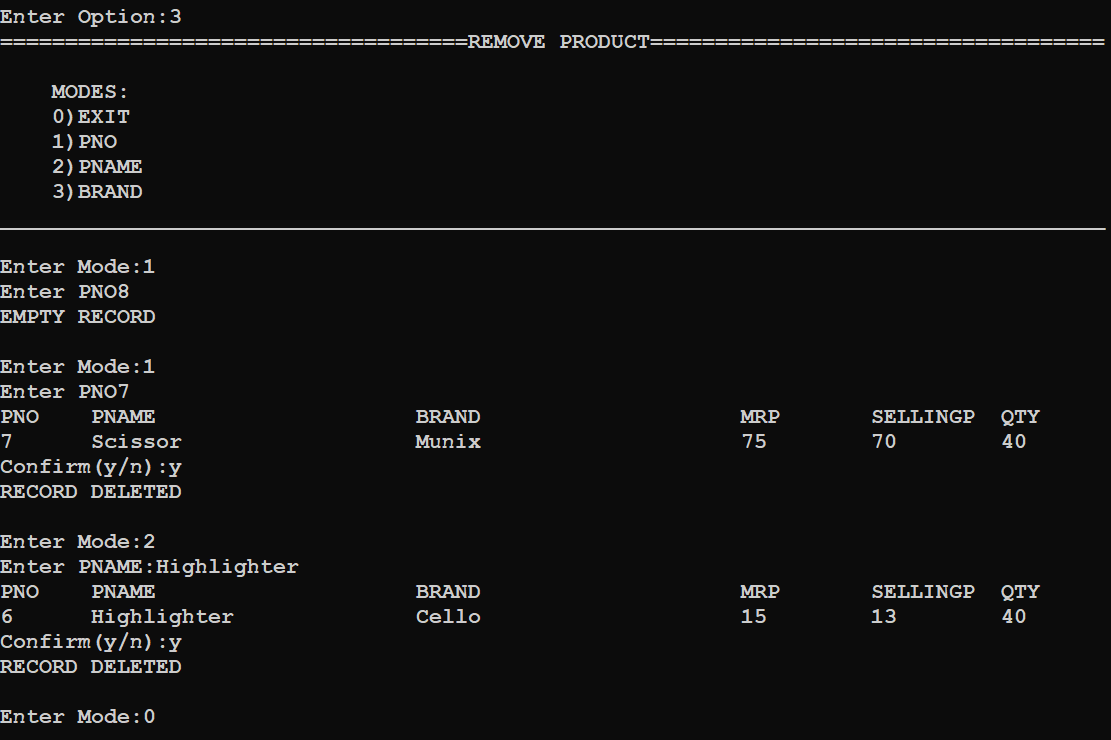 Enter Option:3
====================================REMOVE PRODUCT===================================
MODES:
0)EXIT
1)PNO
2)PNAME
3)BRAND
Enter Mode:1
Enter PNO8
EMPTY RECORD
Enter Mode:1
Enter PNO7
PNO PNAME BRAND MRP SELLINGP QTY
7 Scissor Munix 75 70 40
Confirm(y/n):y
RECORD DELETED
Enter Mode:2
Enter PNAME:Highlighter
PNO PNAME BRAND MRP SELLINGP QTY
6 Highlighter Cello 15 13 40
Confirm(y/n):y
RECORD DELETED
Enter Mode:0